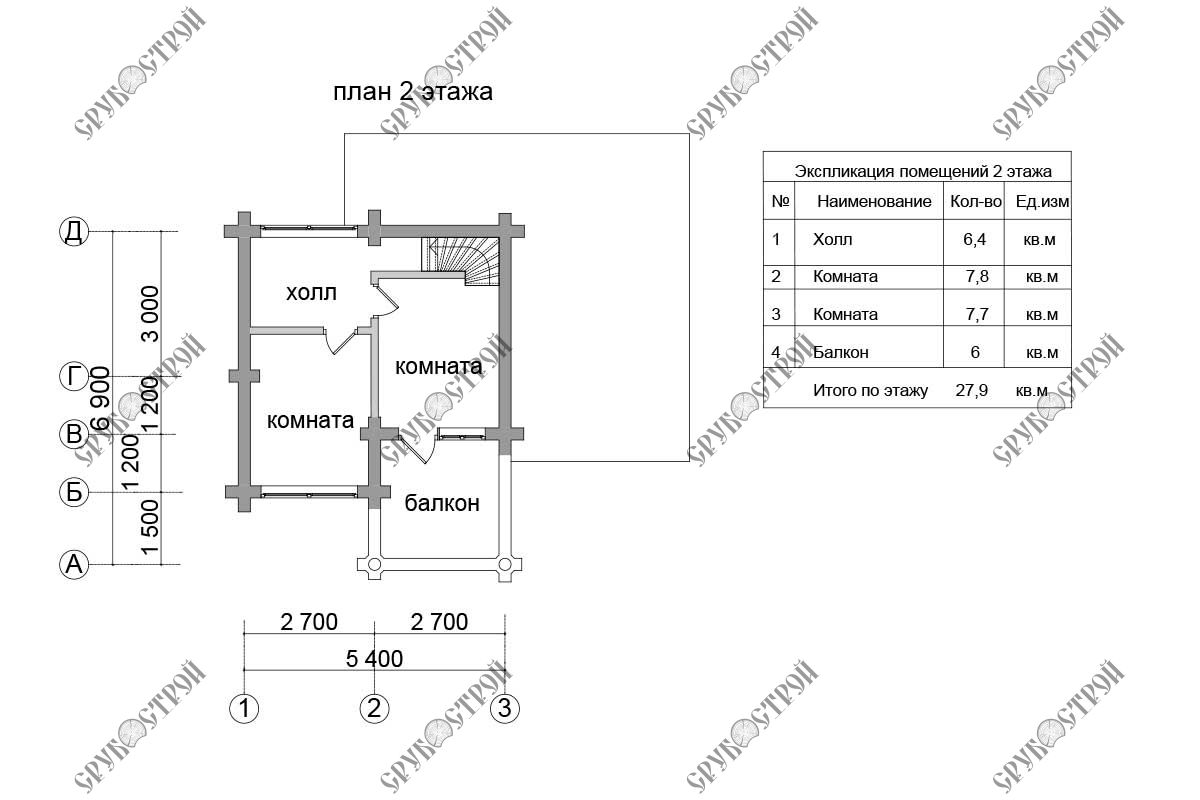 план 2 этажа
Экспликация помещений 2 этажа
№ Наименование Кол-во Ед.изм
1 Холл 6,4 кв.м
2 Комната 7,8 кв.м
3 Комната 7,7 кв.м
4 Балкон 6 кв.м
Итого по этажу 27,9 кв.м
Д
Г
В
Б
А
3 000
1 200
1 200
1 500
6 900
холл
комната
комната
балкон
2 700 2 700
5 400
1 2 3
СРУБОСТРОЙ СРУБОСТРОЙ СРУБОСТРОЙ СРУБОСТРОЙ
СРУБОСТРОЙ СРУБОСТРОЙ СРУБОСТРОЙ СРУБОСТРОЙ
СРУБОСТРОЙ СРУБОСТРОЙ СРУБОСТРОЙ СРУБОСТРОЙ